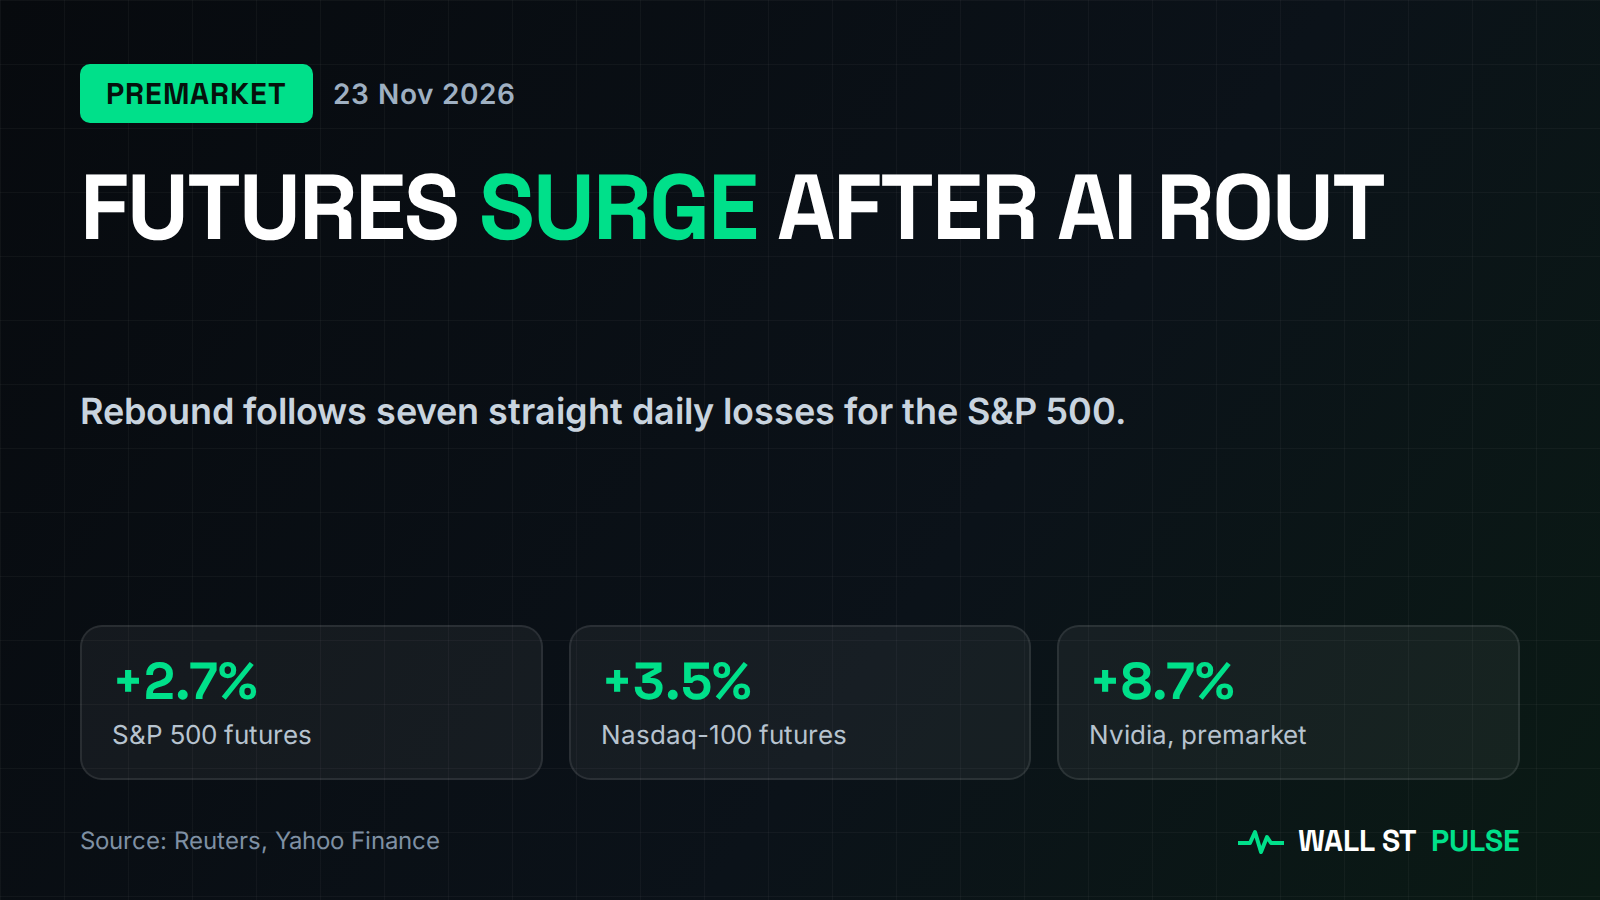 PREMARKET 23 Nov 2026
FUTURES SURGE AFTER AI ROUT
Rebound follows seven straight daily losses for the S&P 500.
+2.7%
S&P 500 futures
+3.5%
Nasdaq-100 futures
+8.7%
Nvidia, premarket
Source: Reuters, Yahoo Finance
WALL ST PULSE